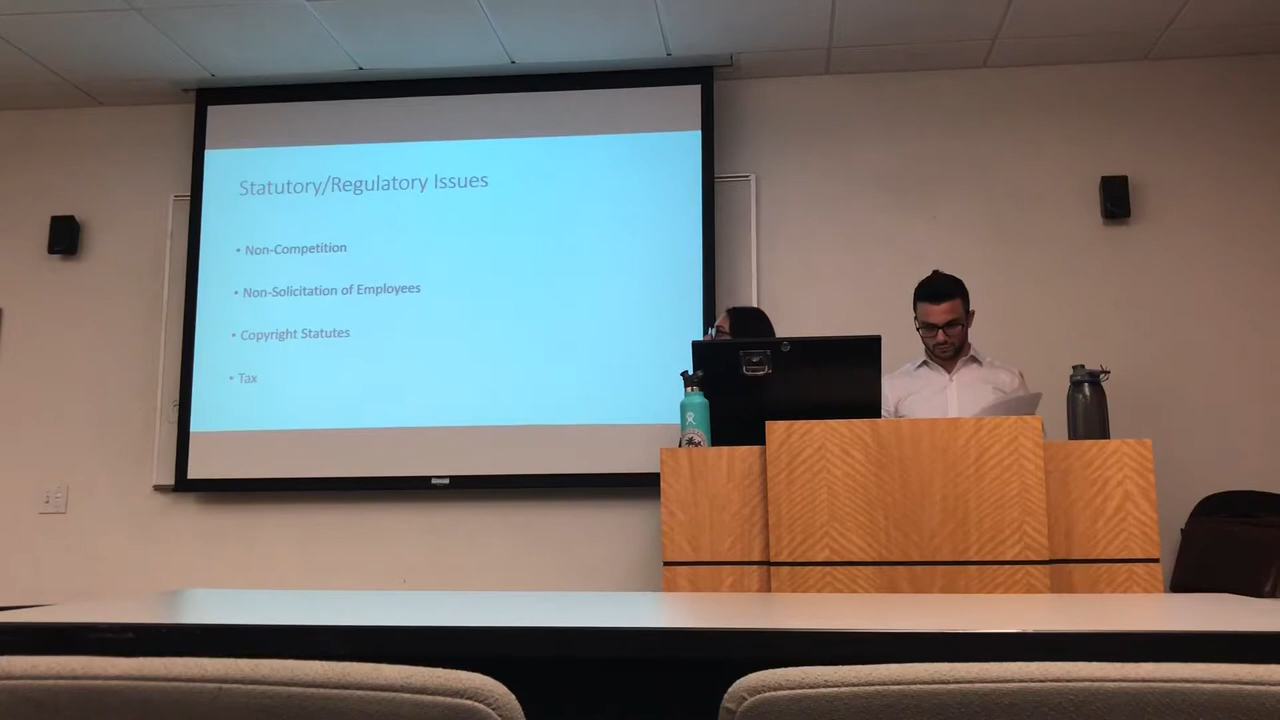 Statutory/Regulatory Issues
• Non-Competition
• Non-Solicitation of Employees
• Copyright Statutes
• Tax